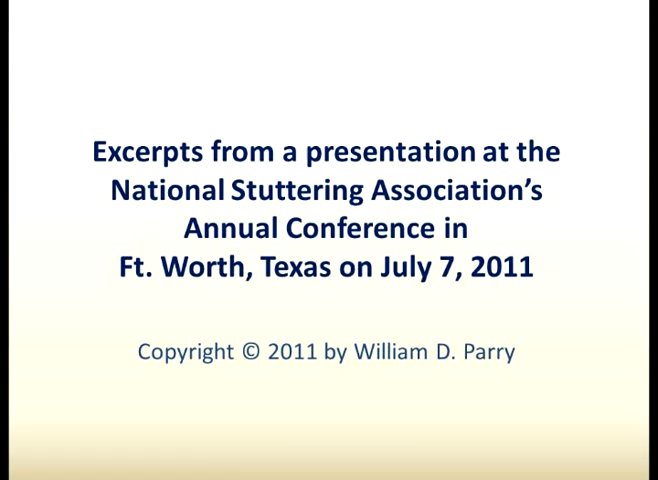 Excerpts from a presentation at the
National Stuttering Association’s
Annual Conference in
Ft. Worth, Texas on July 7, 2011
Copyright © 2011 by William D. Parry